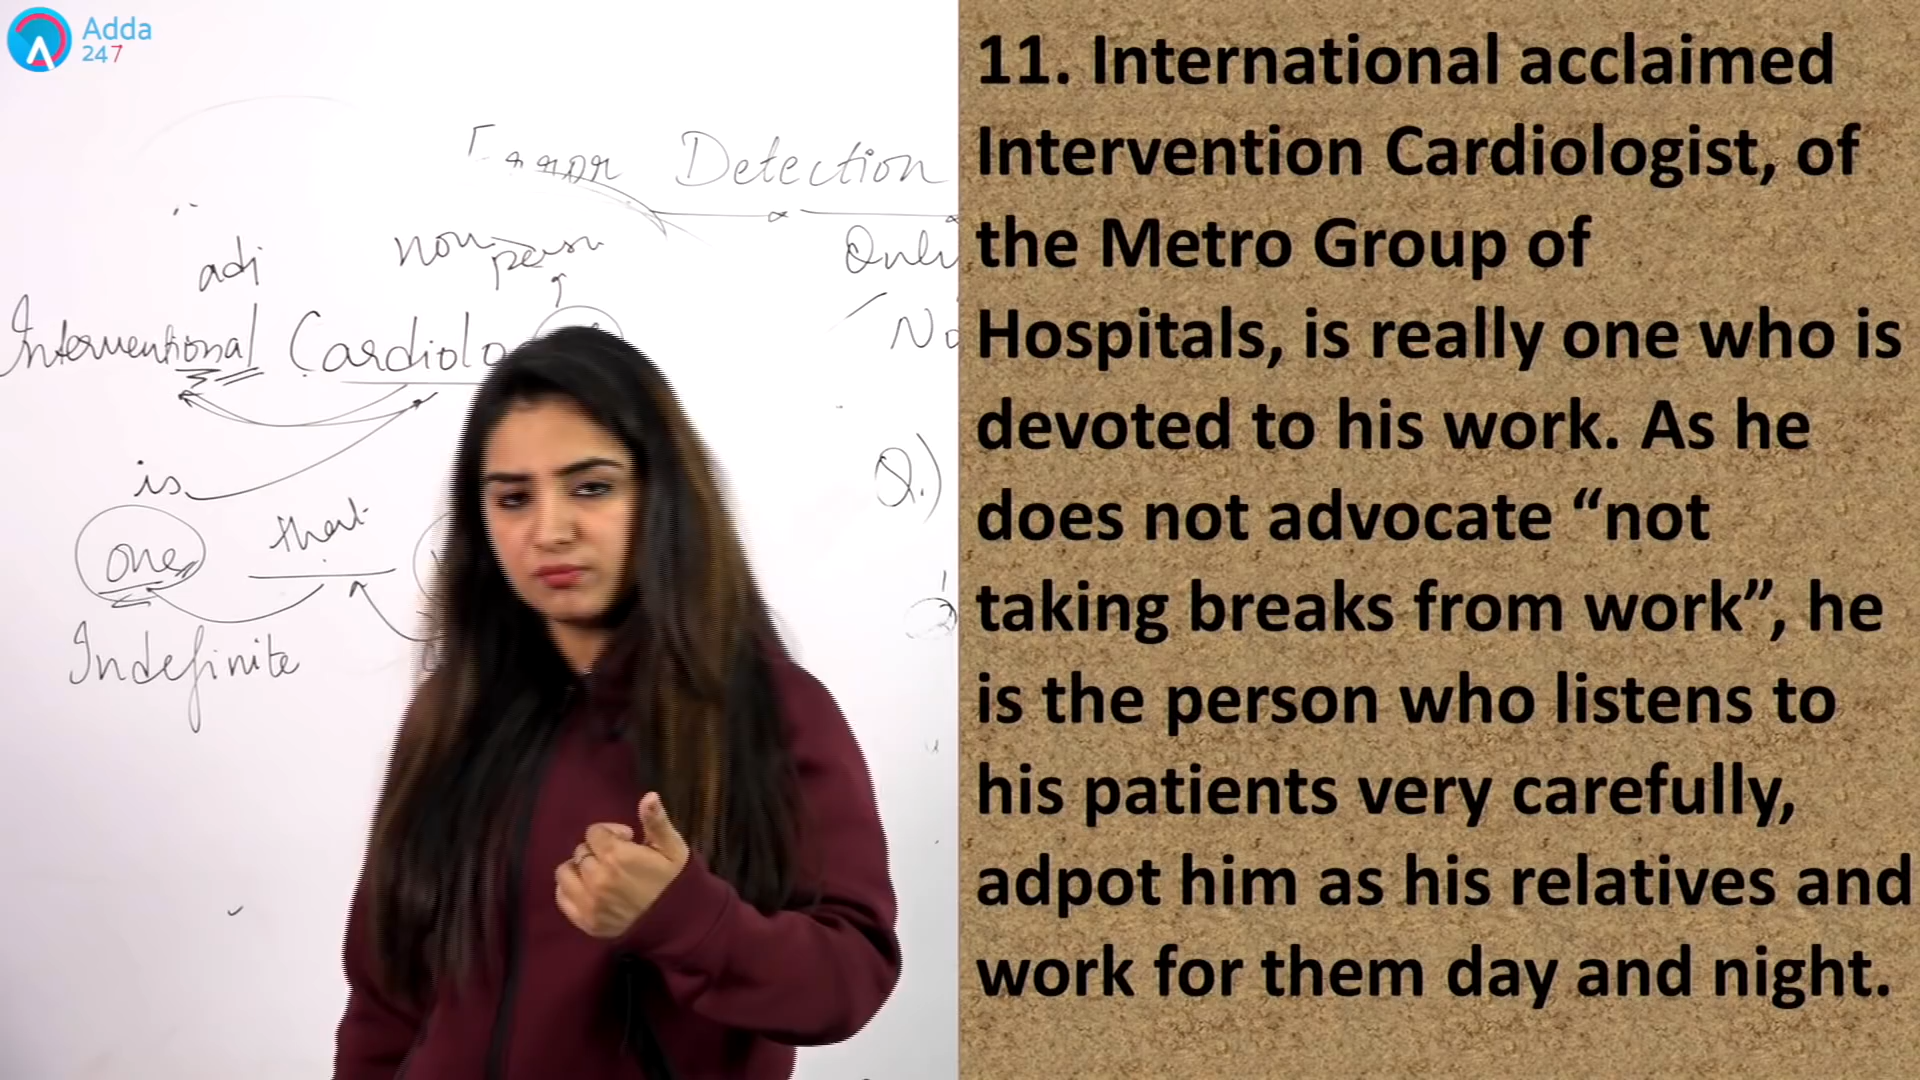 Adda
247
Error Detection
adj
non person
Interventional Cardiolo
is
one that
Indefinite
Q.)
11. International acclaimed
Intervention Cardiologist, of
the Metro Group of
Hospitals, is really one who is
devoted to his work. As he
does not advocate “not
taking breaks from work”, he
is the person who listens to
his patients very carefully,
adpot him as his relatives and
work for them day and night.